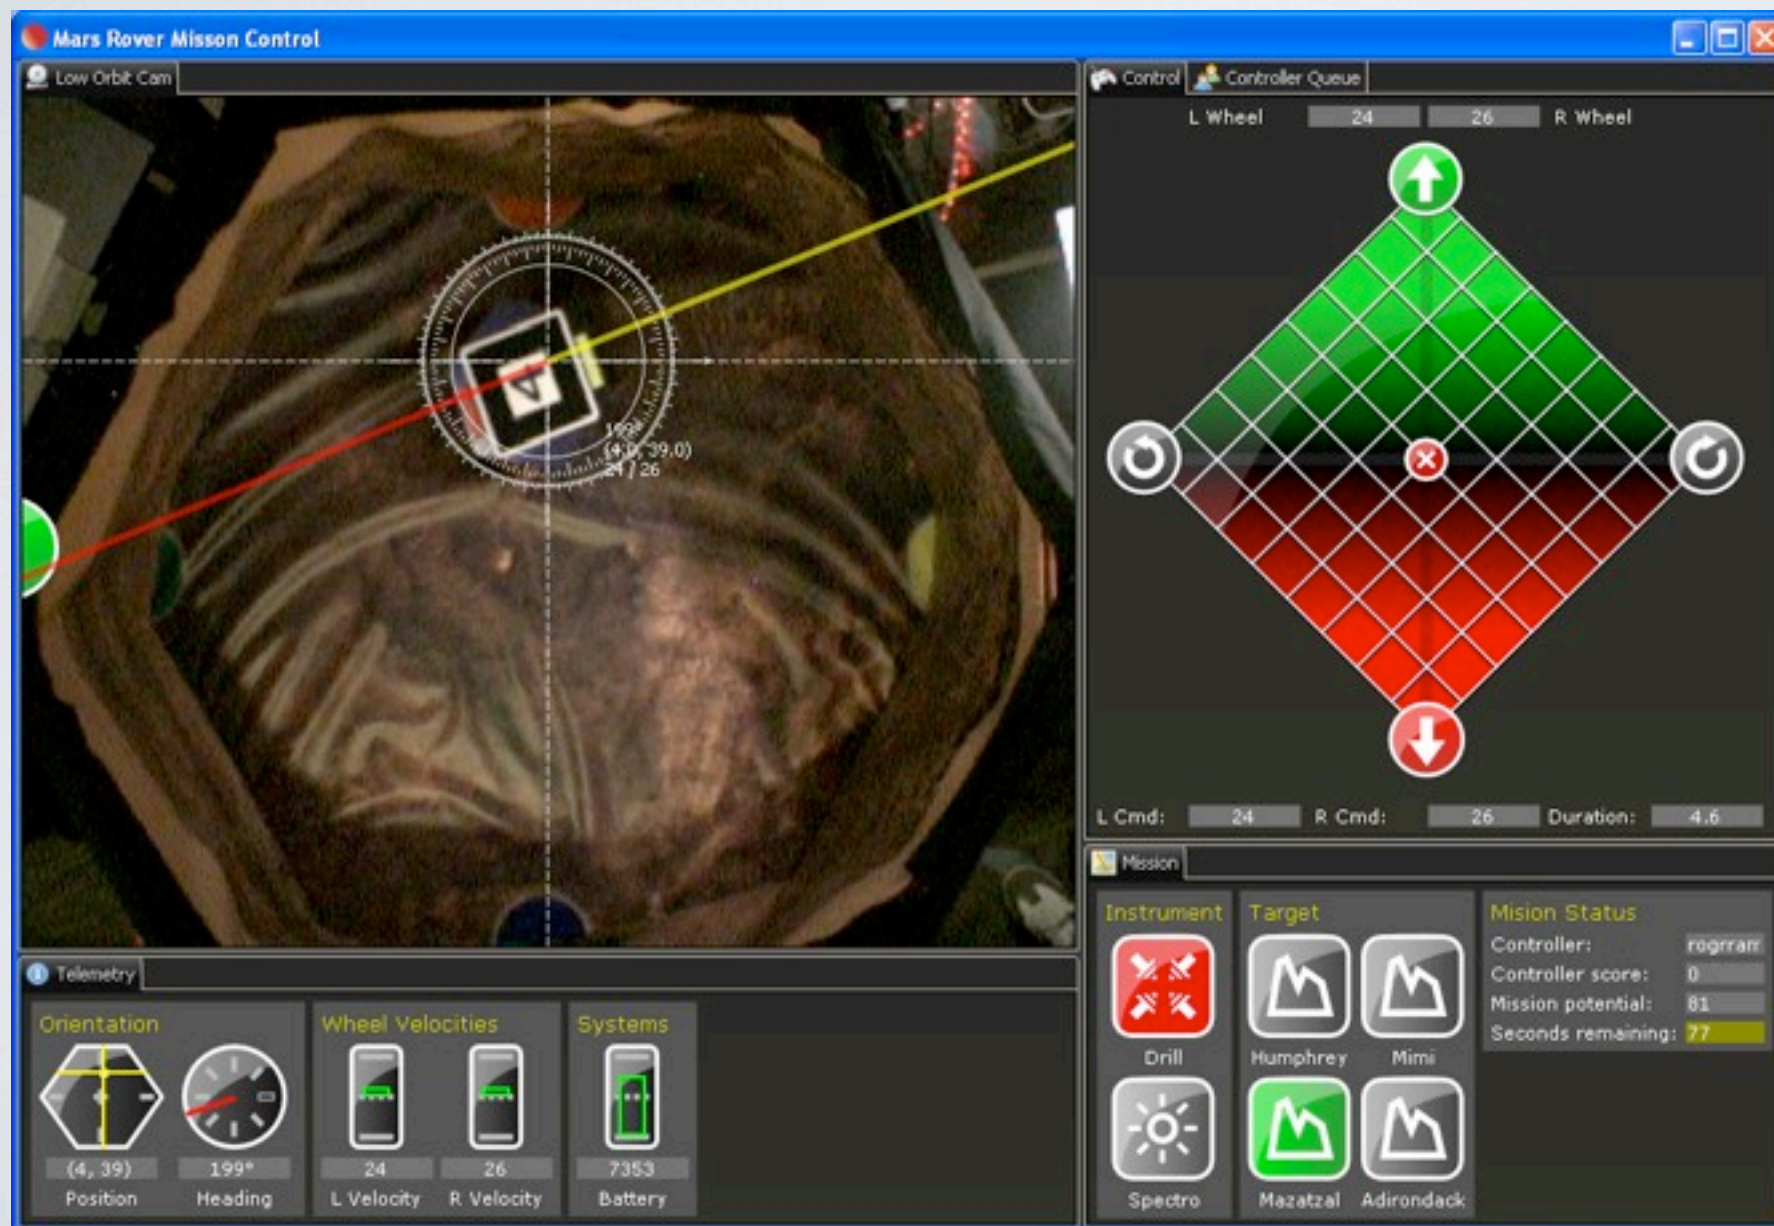 Mars Rover Misson Control
Low Orbit Cam
4
199°
(4.0, 39.0)
24 / 26
Control
Controller Queue
L Wheel 24 26 R Wheel
L Cmd: 24 R Cmd: 26 Duration: 4.6
Telemetry
Orientation
(4, 39) 199°
Position Heading
Wheel Velocities
24 26
L Velocity R Velocity
Systems
7353
Battery
Mission
Instrument
Drill
Spectro
Target
Humphrey Mimi
Mazatzal Adirondack
Mision Status
Controller:
Controller score: 0
Mission potential: 81
Seconds remaining: 77